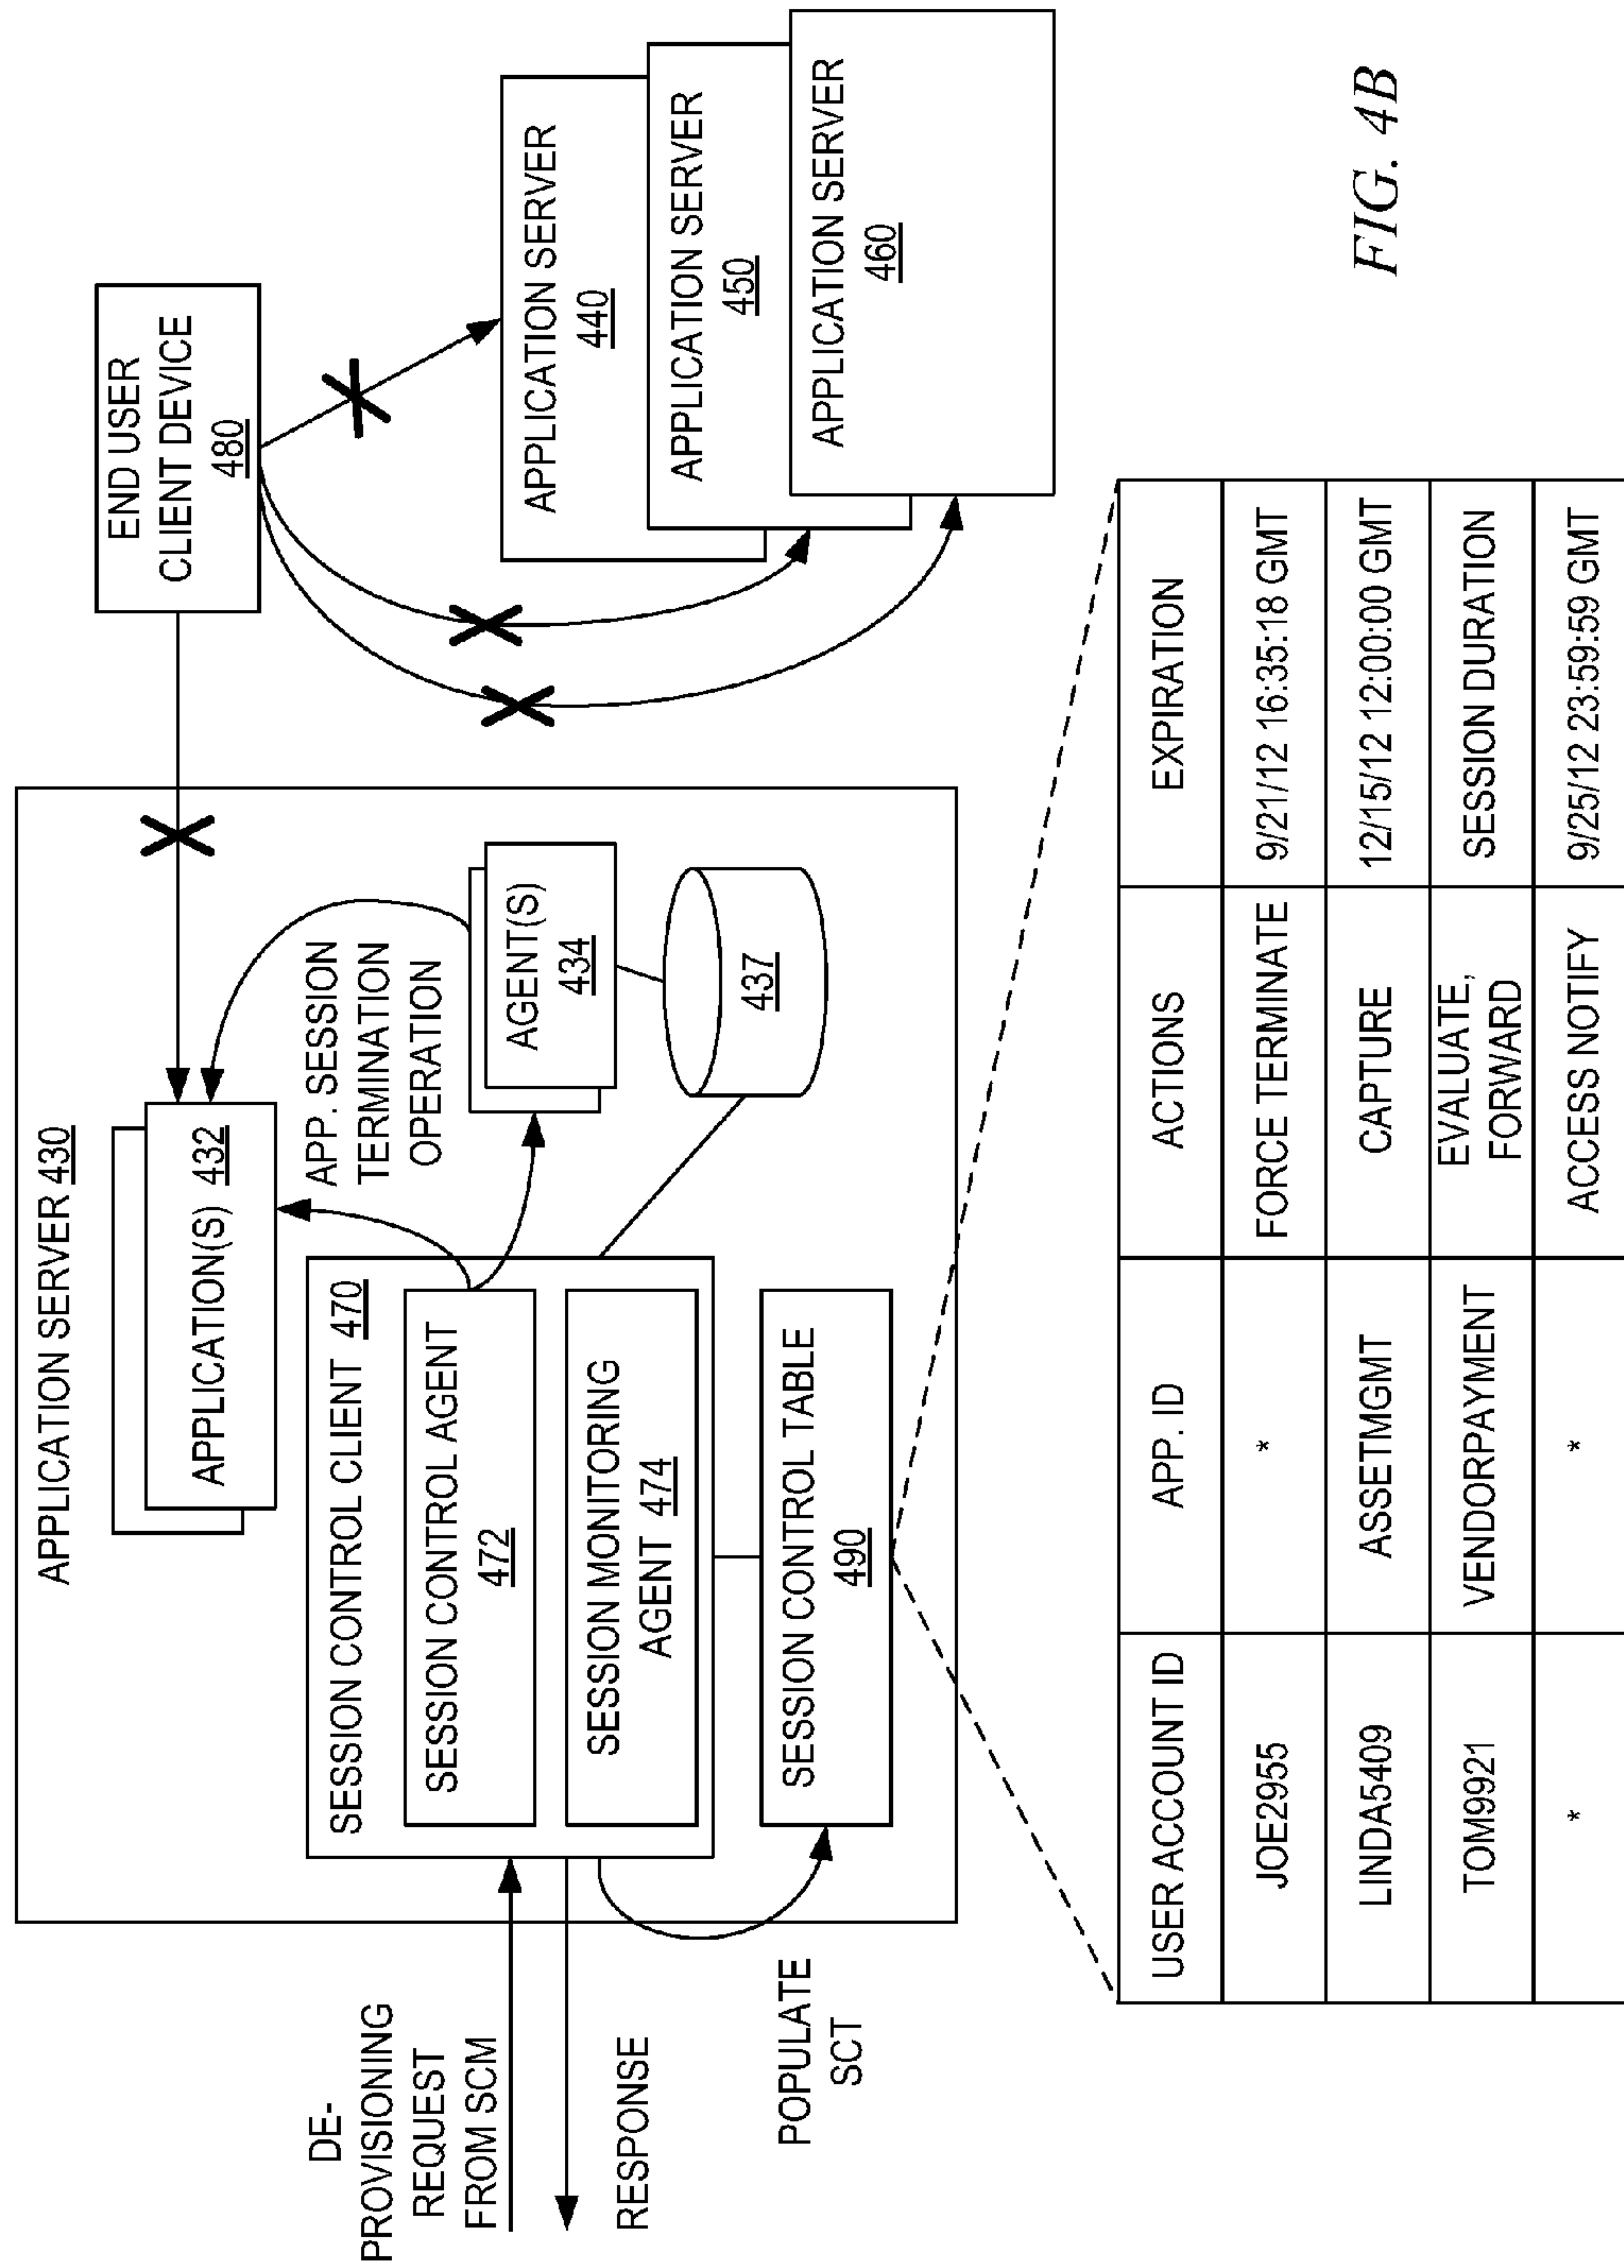 APPLICATION SERVER 430
APPLICATION(S) 432
APP. SESSION
TERMINATION
OPERATION
AGENT(S)
434
437
SESSION CONTROL CLIENT 470
SESSION CONTROL AGENT
472
SESSION MONITORING
AGENT 474
SESSION CONTROL TABLE
490
DE-
PROVISIONING
REQUEST
FROM SCM
RESPONSE
POPULATE
SCT
END USER
CLIENT DEVICE
480
APPLICATION SERVER
440
APPLICATION SERVER
450
APPLICATION SERVER
460
USER ACCOUNT ID APP. ID ACTIONS EXPIRATION
JOE2955 * FORCE TERMINATE 9/21/12 16:35:18 GMT
LINDA5409 ASSETMGMT CAPTURE 12/15/12 12:00:00 GMT
TOM9921 VENDORPAYMENT EVALUATE, FORWARD SESSION DURATION
* * ACCESS NOTIFY 9/25/12 23:59:59 GMT
FIG. 4B